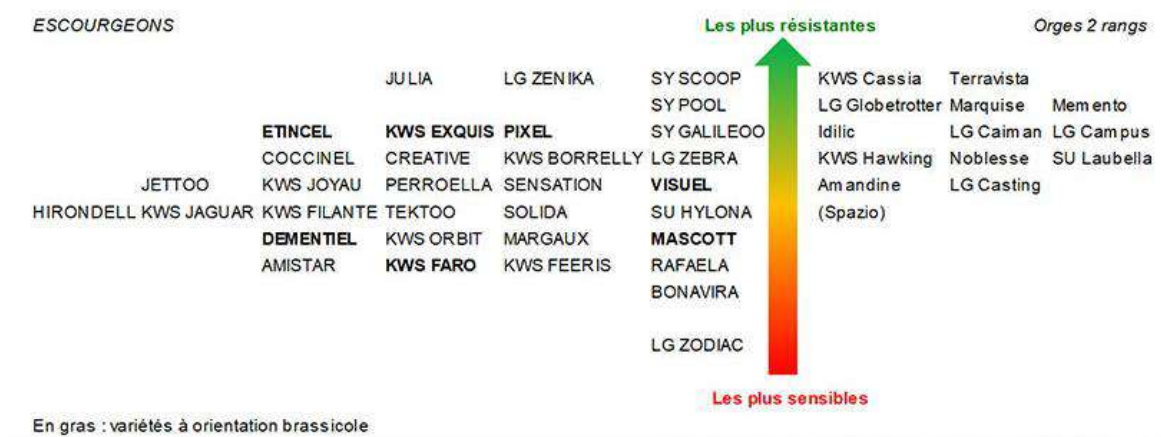 ESCOURGEONS Les plus résistantes Orges 2 rangs
JULIA LG ZENIKA SY SCOOP KWS Cassia Terravista
SY POOL LG Globetrotter Marquise Memento
ETINCEL KWS EXQUIS PIXEL SY GALILEOO Idilic LG Caiman LG Campus
COCCINEL CREATIVE KWS BORRELLY LG ZEBRA KWS Hawking Noblesse SU Laubella
JETTOO KWS JOYAU PERROELLA SENSATION VISUEL Amandine LG Casting
HIRONDELL KWS JAGUAR KWS FILANTE TEKTOO SOLIDA SU HYLONA (Spazio)
DEMENTIEL KWS ORBIT MARGAUX MASCOTT
AMISTAR KWS FARO KWS FEERIS RAFAELA
BONAVIRA
LG ZODIAC
Les plus sensibles
En gras : variétés à orientation brassicole